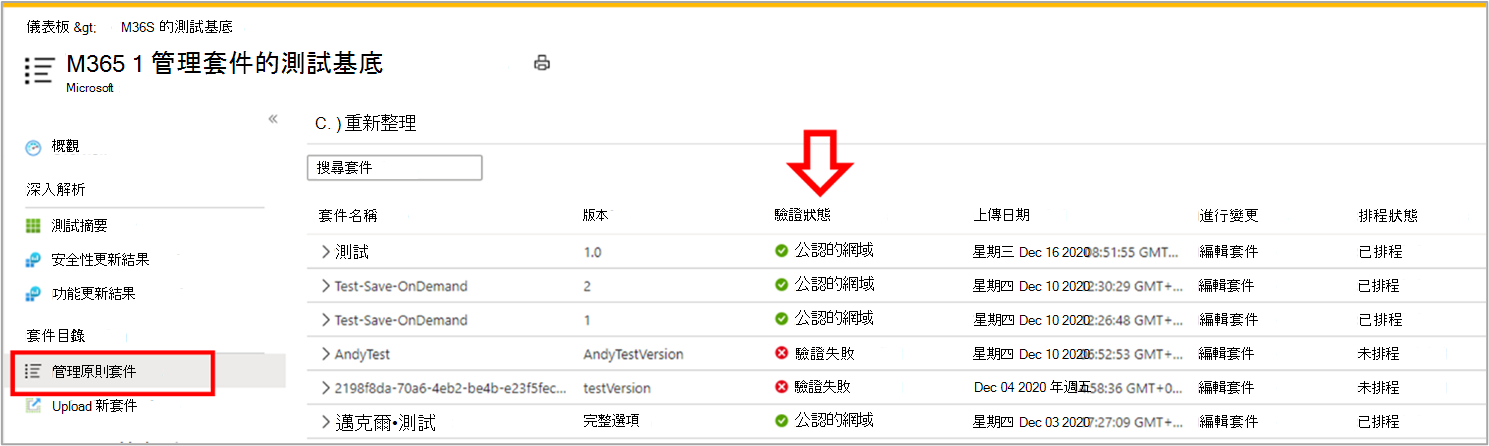 儀表板 &gt; M36S 的測試基底
M365 1 管理套件的測試基底
Microsoft
«
C. ) 重新整理
概觀
搜尋套件
深入解析
測試摘要
安全性更新結果
功能更新結果
套件目錄
管理原則套件
Upload 新套件
套件名稱 版本 驗證狀態 上傳日期 進行變更 排程狀態
測試 1.0 公認的網域 星期三 Dec 16 2020 08:51:55 GMT... 編輯套件 已排程
Test-Save-OnDemand 2 公認的網域 星期四 Dec 10 2020 02:30:29 GMT+... 編輯套件 已排程
Test-Save-OnDemand 1 公認的網域 星期四 Dec 10 2020 02:26:48 GMT+... 編輯套件 已排程
AndyTest AndyTestVersion 驗證失敗 星期四 Dec 10 2020 06:52:53 GMT+... 編輯套件 未排程
2198f8da-70a6-4eb2-be4b-e23f5fec... testVersion 驗證失敗 Dec 04 2020 年週五 :58:36 GMT+0... 編輯套件 未排程
邁克爾•測試 完整選項 公認的網域 星期四 Dec 03 2020 07:27:09 GMT+... 編輯套件 已排程